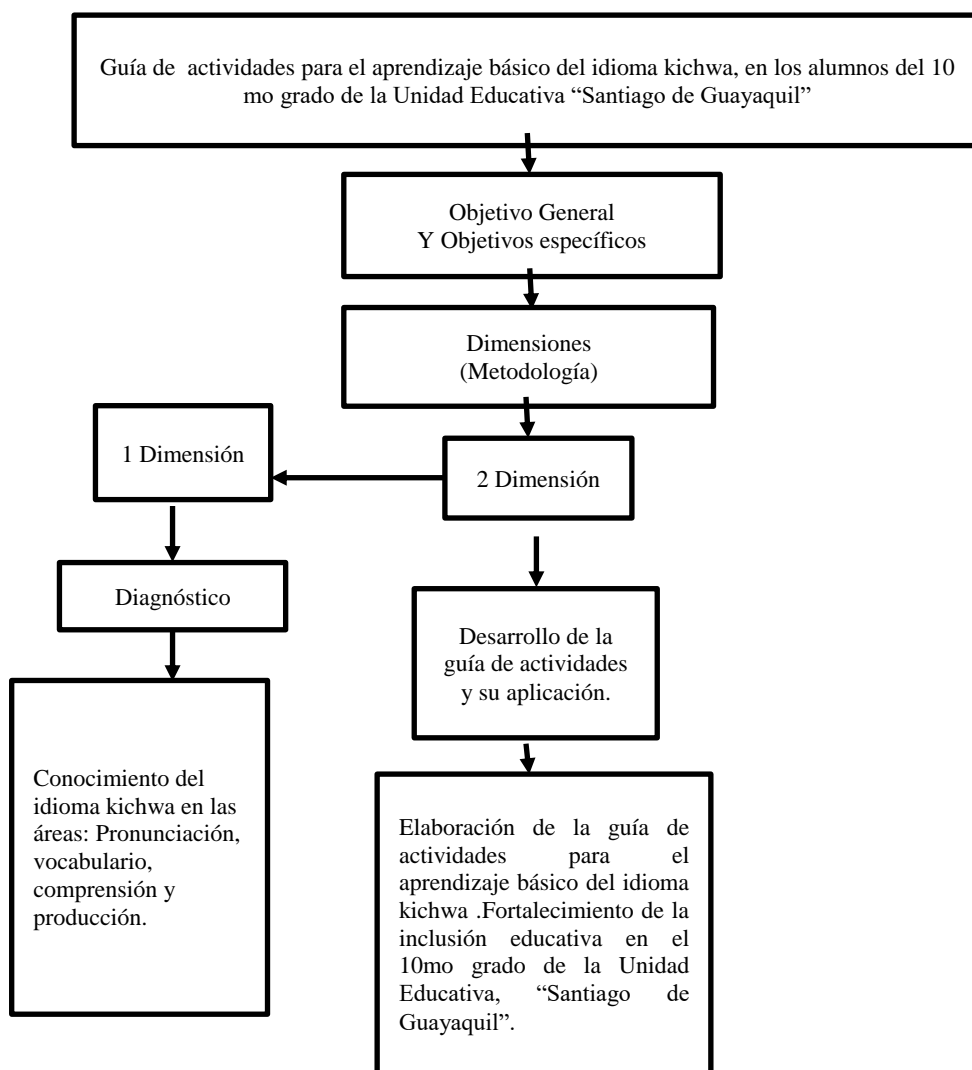 Guía de actividades para el aprendizaje básico del idioma kichwa, en los alumnos del 10
mo grado de la Unidad Educativa “Santiago de Guayaquil”
Objetivo General
Y Objetivos específicos
Dimensiones
(Metodología)
1 Dimensión
2 Dimensión
Diagnóstico
Desarrollo de la
guía de actividades
y su aplicación.
Conocimiento del
idioma kichwa en las
áreas: Pronunciación,
vocabulario,
comprensión y
producción.
Elaboración de la guía de
actividades para el
aprendizaje básico del idioma
kichwa .Fortalecimiento de la
inclusión educativa en el
10mo grado de la Unidad
Educativa, “Santiago de
Guayaquil”.